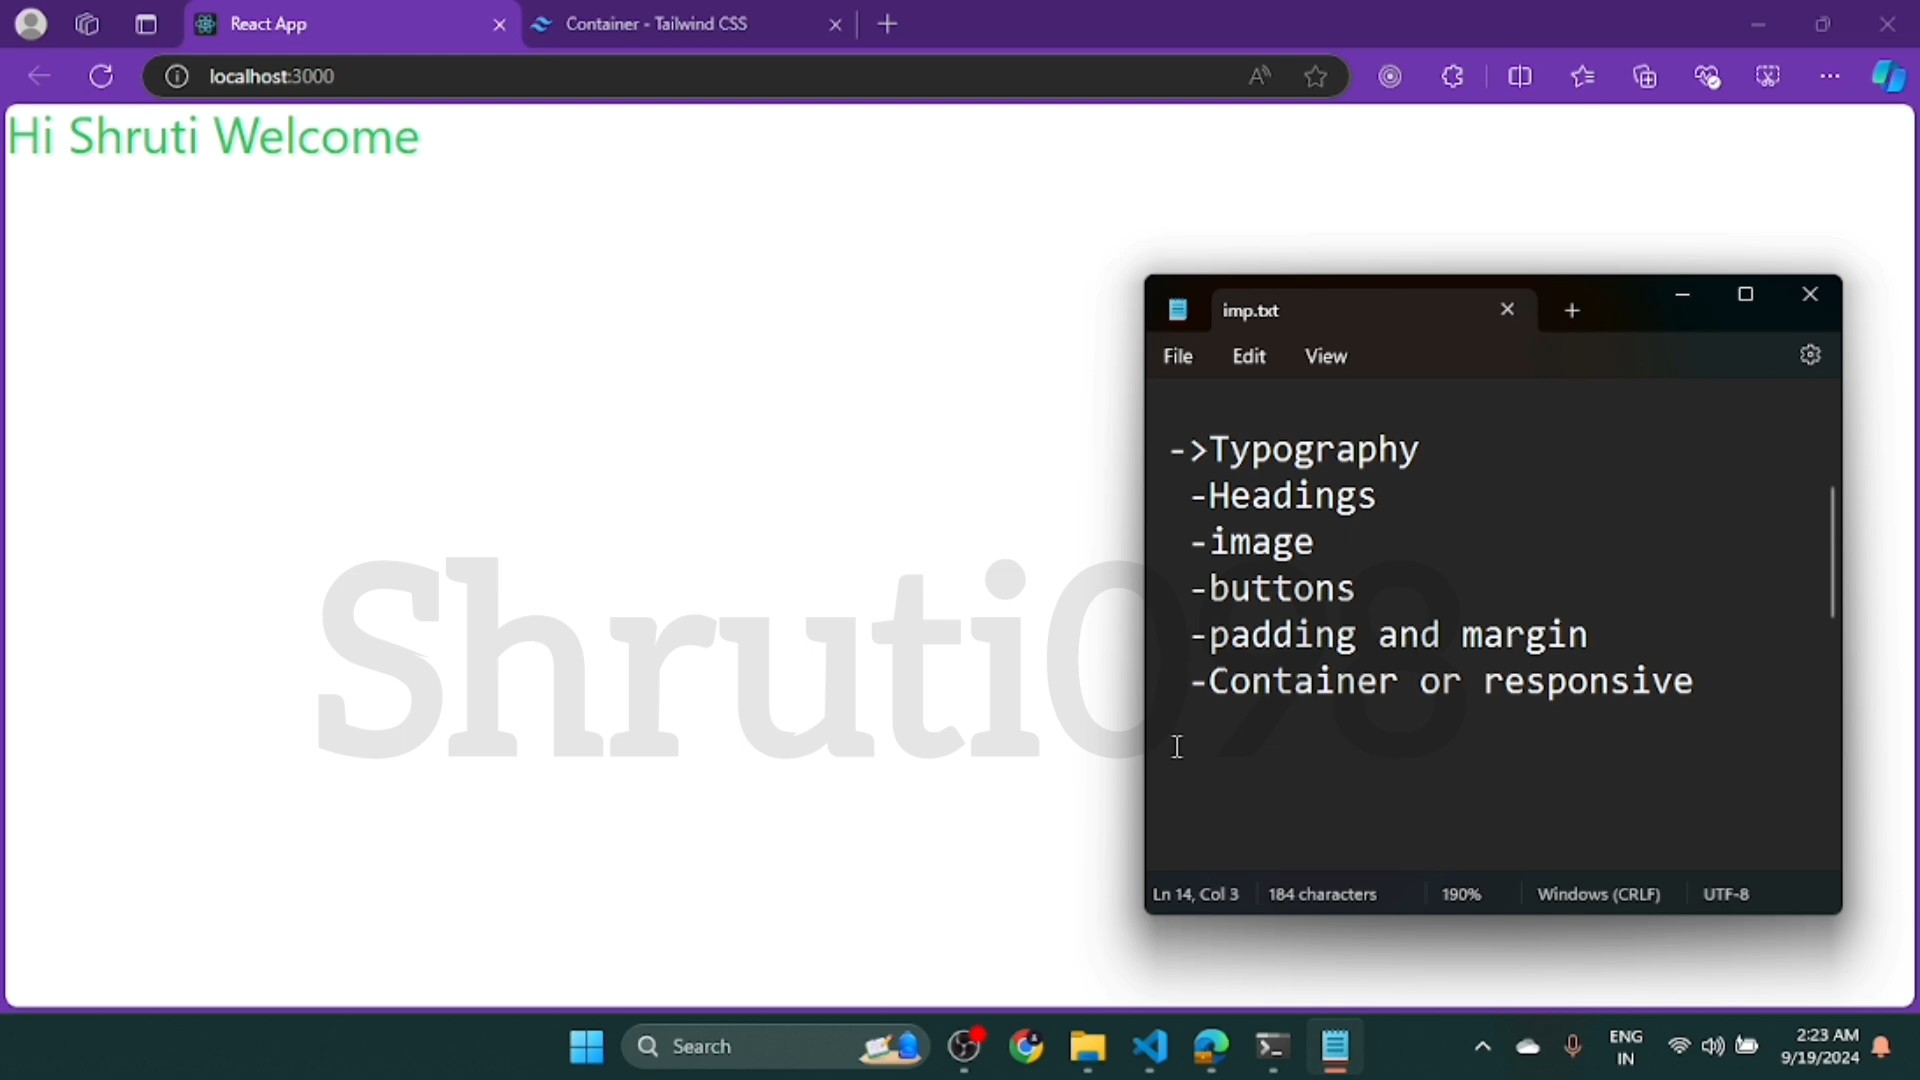 React App
Container - Tailwind CSS
localhost:3000
Hi Shruti Welcome
imp.txt
File Edit View
->Typography
-Headings
-image
-buttons
-padding and margin
-Container or responsive
Shruti098
Ln 14, Col 3 184 characters 190% Windows (CRLF) UTF-8
Search
ENG
IN
2:23 AM
9/19/2024